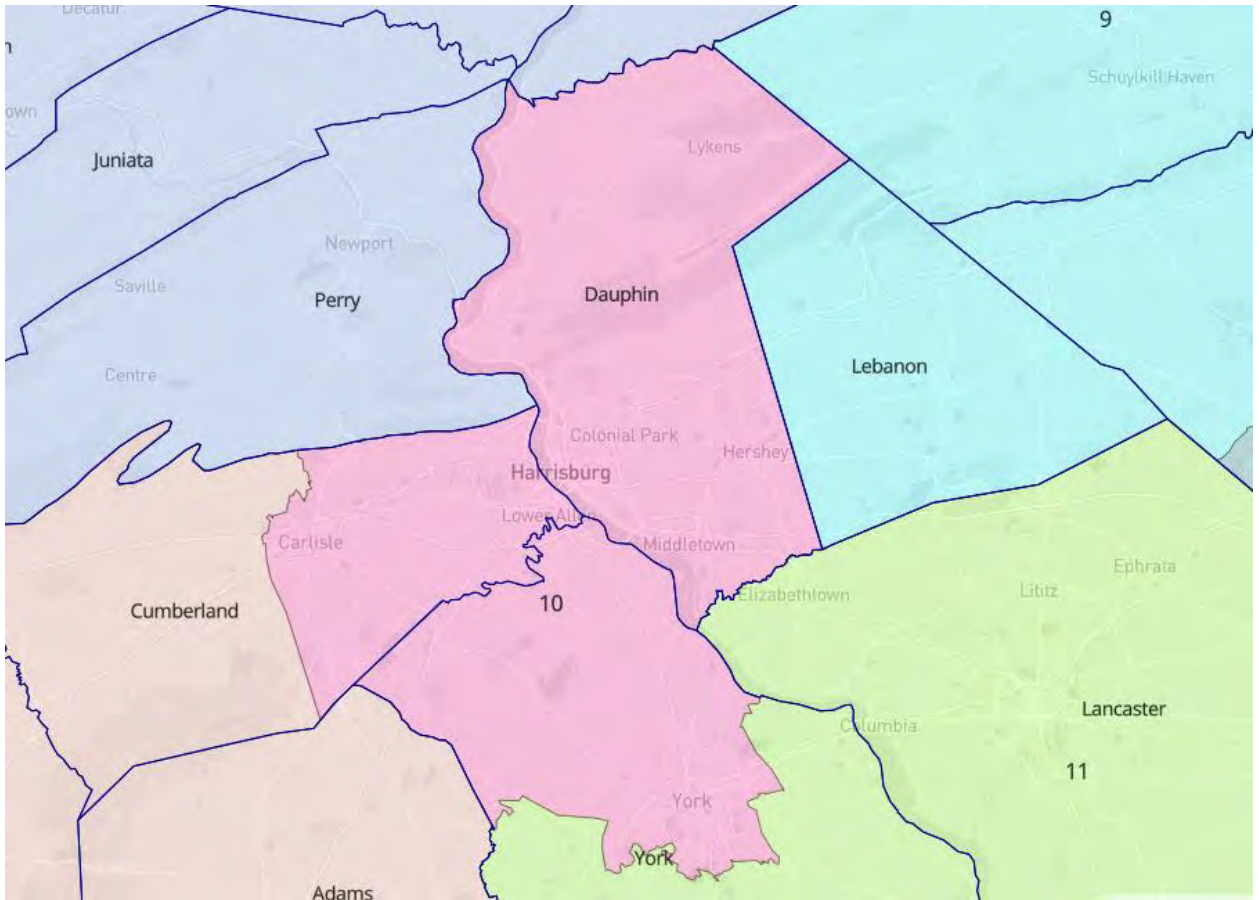 Decatur
9
n
Schuylkill Haven
own
Lykens
Juniata
Newport
Saville
Perry
Dauphin
Lebanon
Centre
Colonial Park
Hershey
Harrisburg
Lower Allen
Carlisle
Middletown
Ephrata
Elizabethtown
Lititz
Cumberland
10
Lancaster
Columbia
11
York
York
Adams